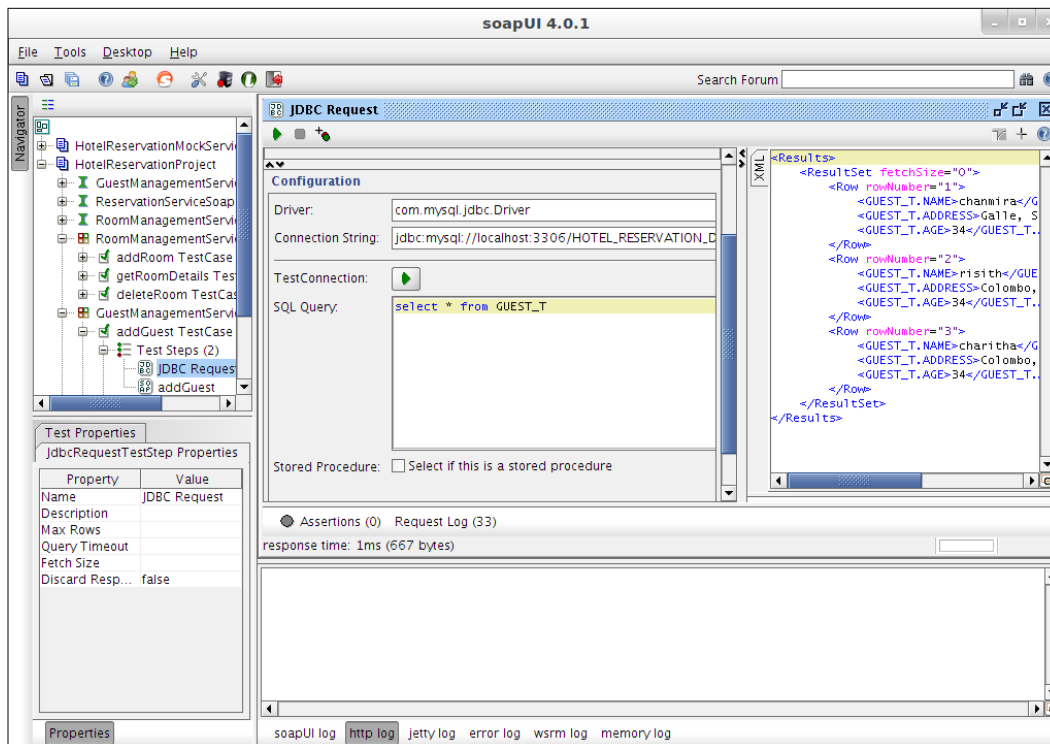 soapUI 4.0.1
File Tools Desktop Help
Search Forum
Navigator
HotelReservationMockServi
HotelReservationProject
GuestManagementServi
ReservationServiceSoap
RoomManagementServi
RoomManagementServi
addRoom TestCase
getRoomDetails Tes
deleteRoom TestCas
GuestManagementServi
addGuest TestCase
Test Steps (2)
JDBC Request
addGuest
Test Properties
JdbcRequestTestStep Properties
Property Value
Name JDBC Request
Description
Max Rows
Query Timeout
Fetch Size
Discard Resp... false
Properties
JDBC Request
Configuration
Driver: com.mysql.jdbc.Driver
Connection String: jdbc:mysql://localhost:3306/HOTEL_RESERVATION_D
TestConnection:
SQL Query: select * from GUEST_T
Stored Procedure: Select if this is a stored procedure
XML
<Results>
<ResultSet fetchSize="0">
<Row rowNumber="1">
<GUEST_T.NAME>chanmira</G
<GUEST_T.ADDRESS>Galle, S
<GUEST_T.AGE>34</GUEST_T..
</Row>
<Row rowNumber="2">
<GUEST_T.NAME>risith</GUE
<GUEST_T.ADDRESS>Colombo,
<GUEST_T.AGE>34</GUEST_T..
</Row>
<Row rowNumber="3">
<GUEST_T.NAME>charitha</G
<GUEST_T.ADDRESS>Colombo,
<GUEST_T.AGE>34</GUEST_T..
</Row>
</ResultSet>
</Results>
Assertions (0) Request Log (33)
response time: 1ms (667 bytes)
soapUI log http log jetty log error log wsrm log memory log